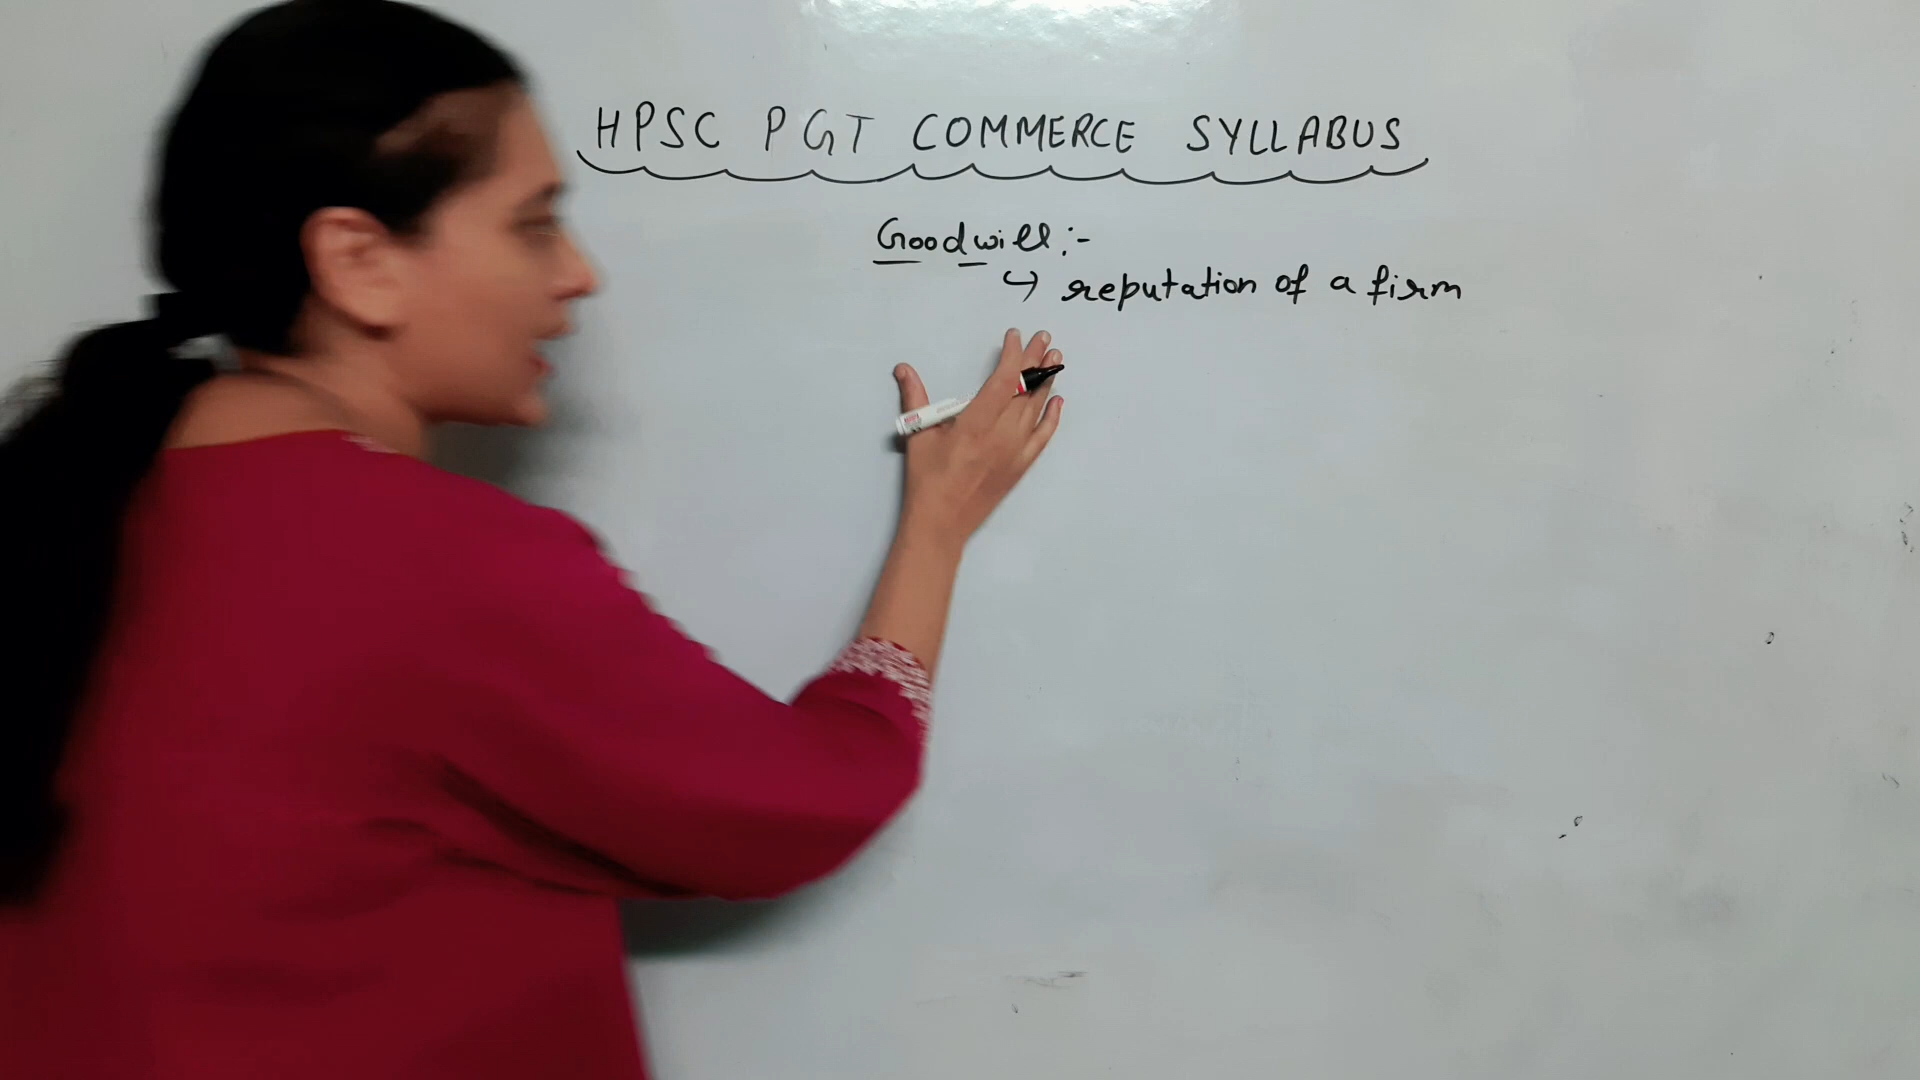 HPSC PGT COMMERCE SYLLABUS
Goodwill :-
↳ reputation of a firm